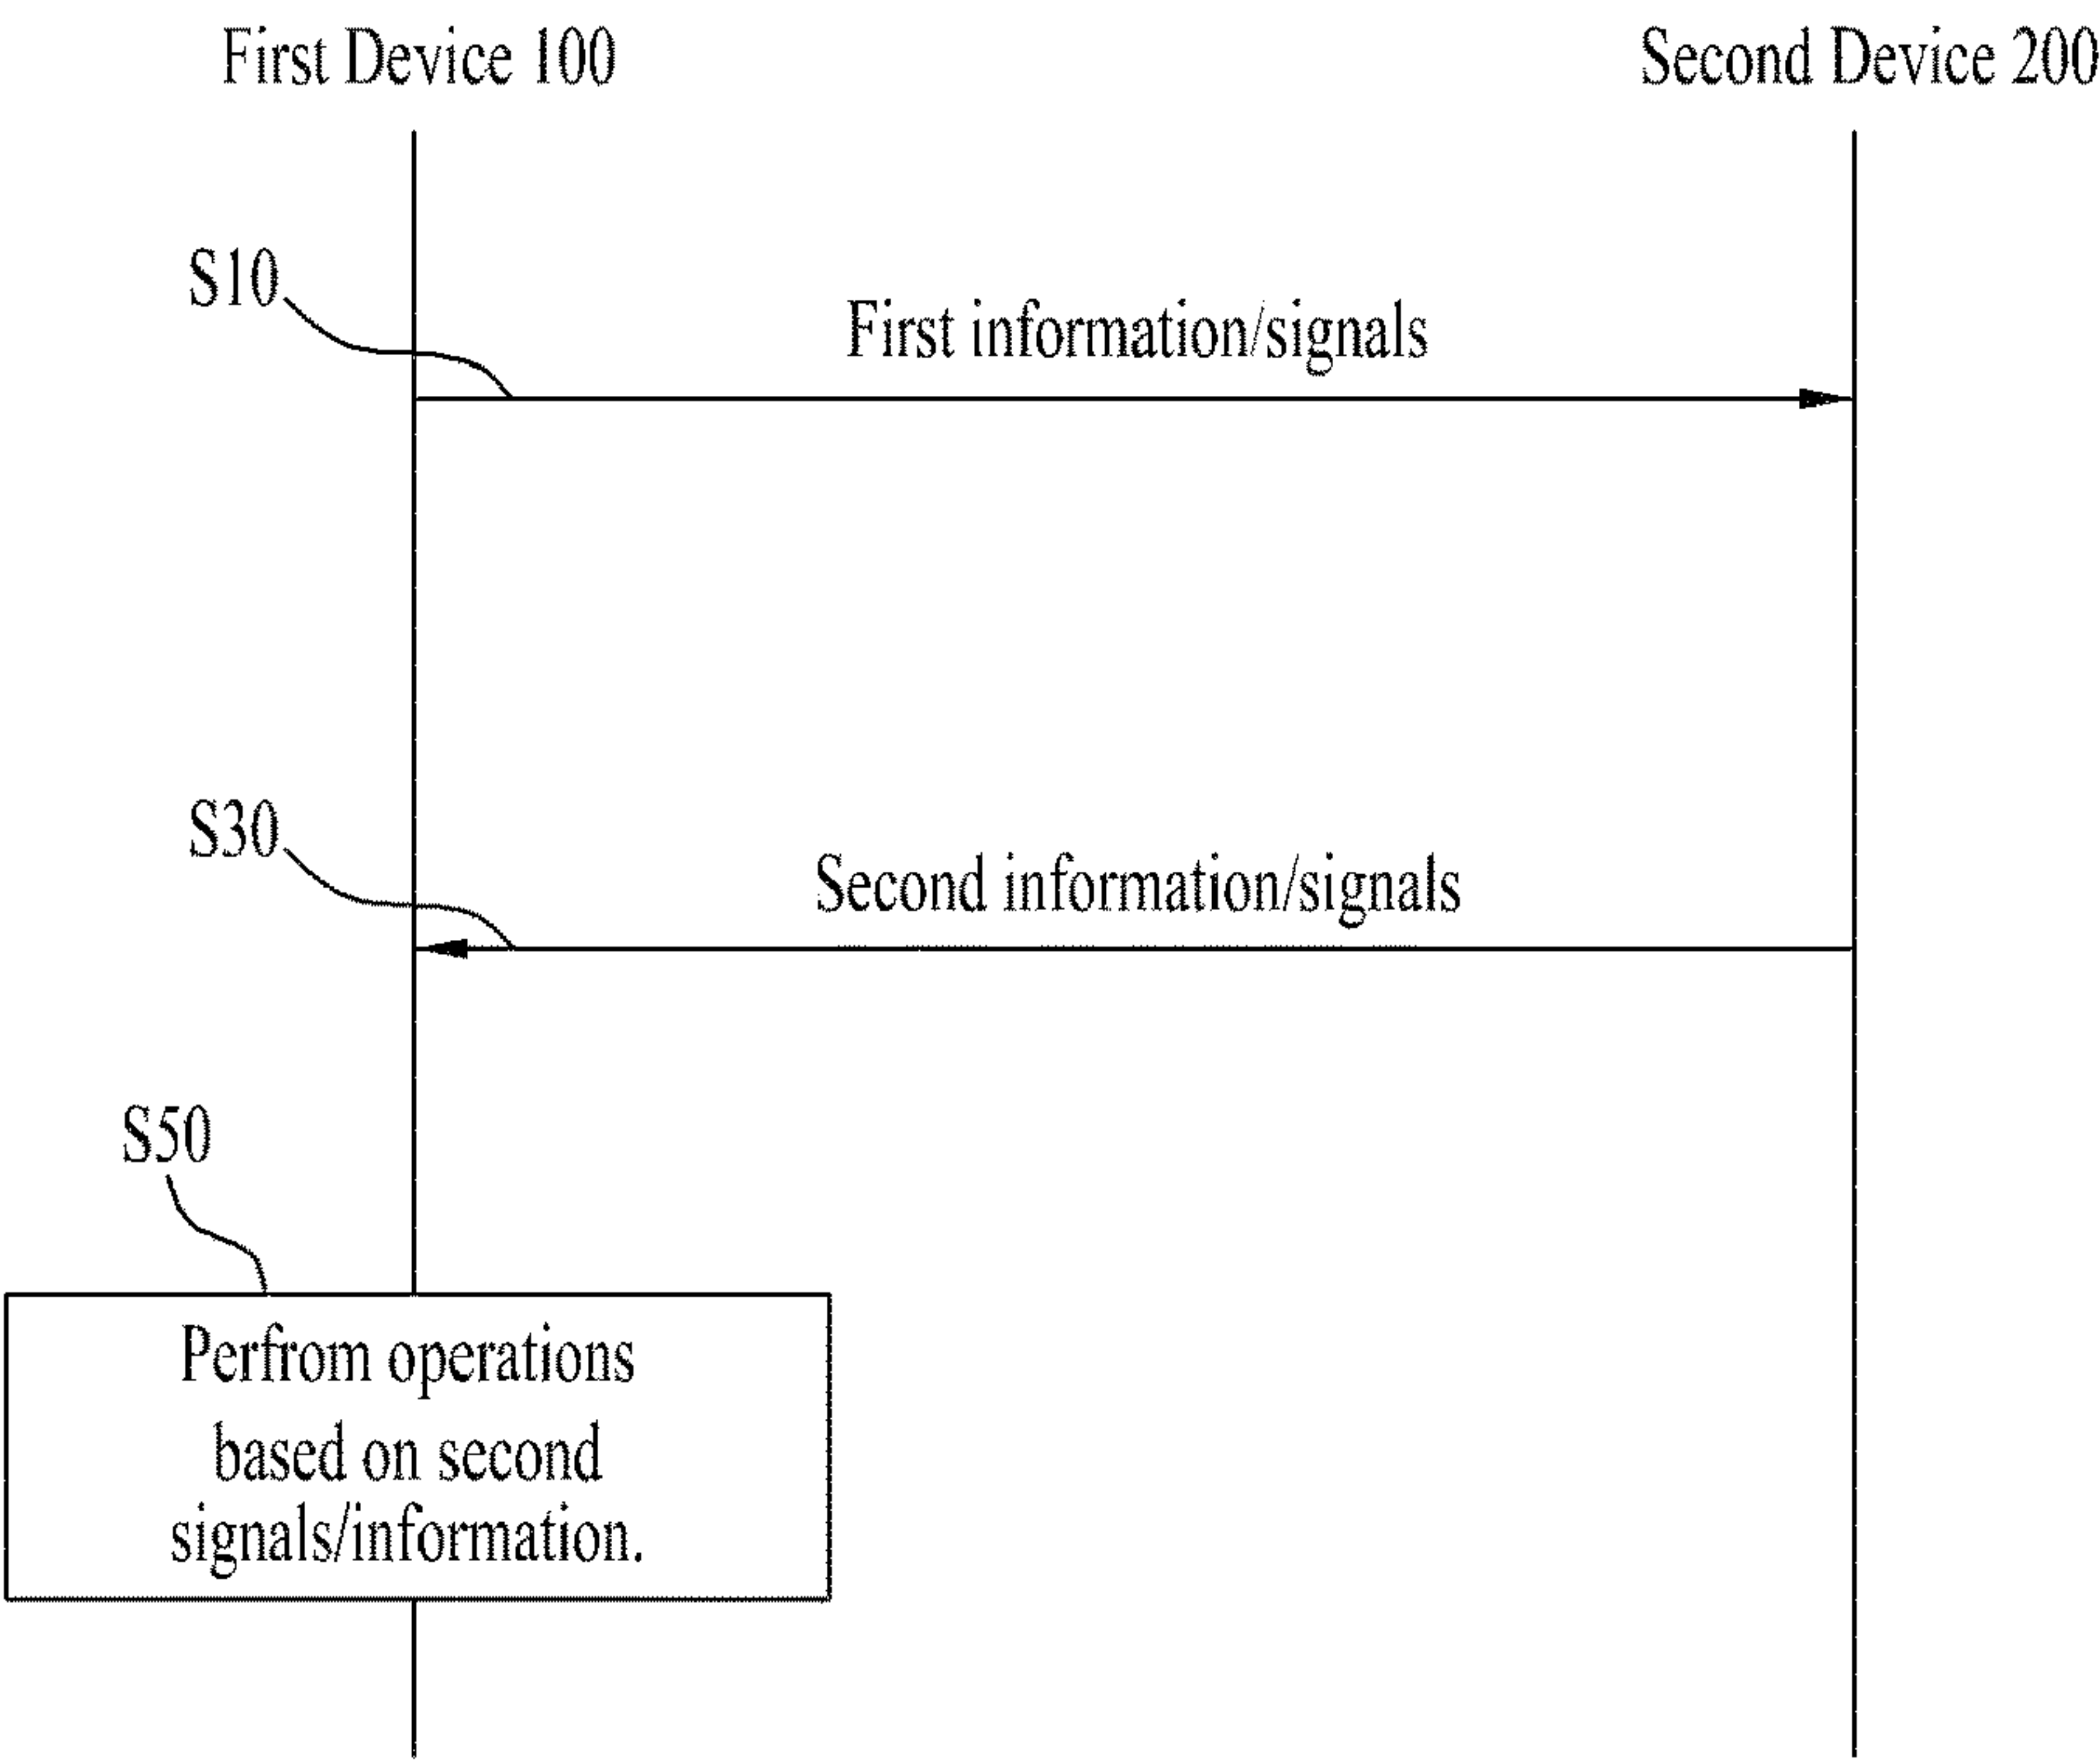 First Device 100
Second Device 200
S10
First information/signals
S30
Second information/signals
S50
Perfrom operations
based on second
signals/information.